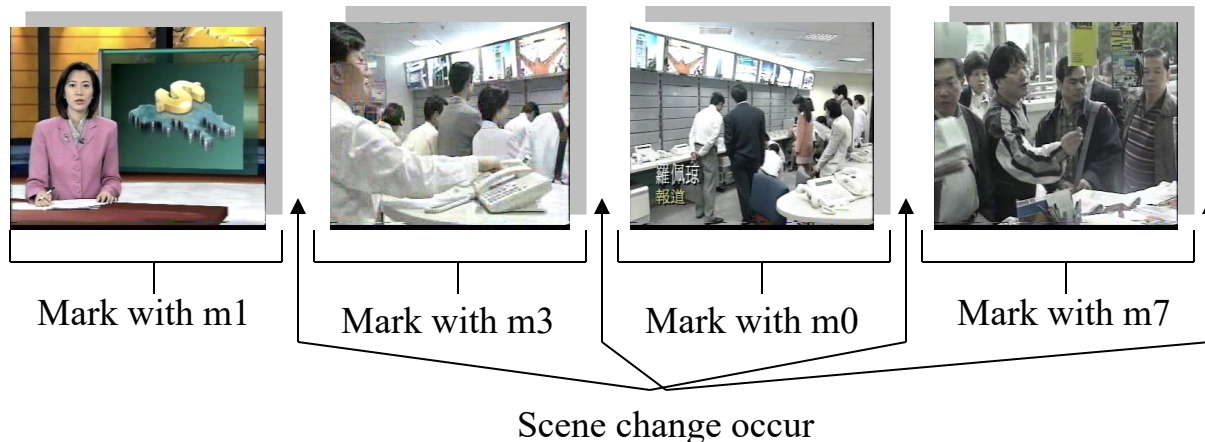 羅佩琼
報道
Mark with m1
Mark with m3
Mark with m0
Mark with m7
Scene change occur